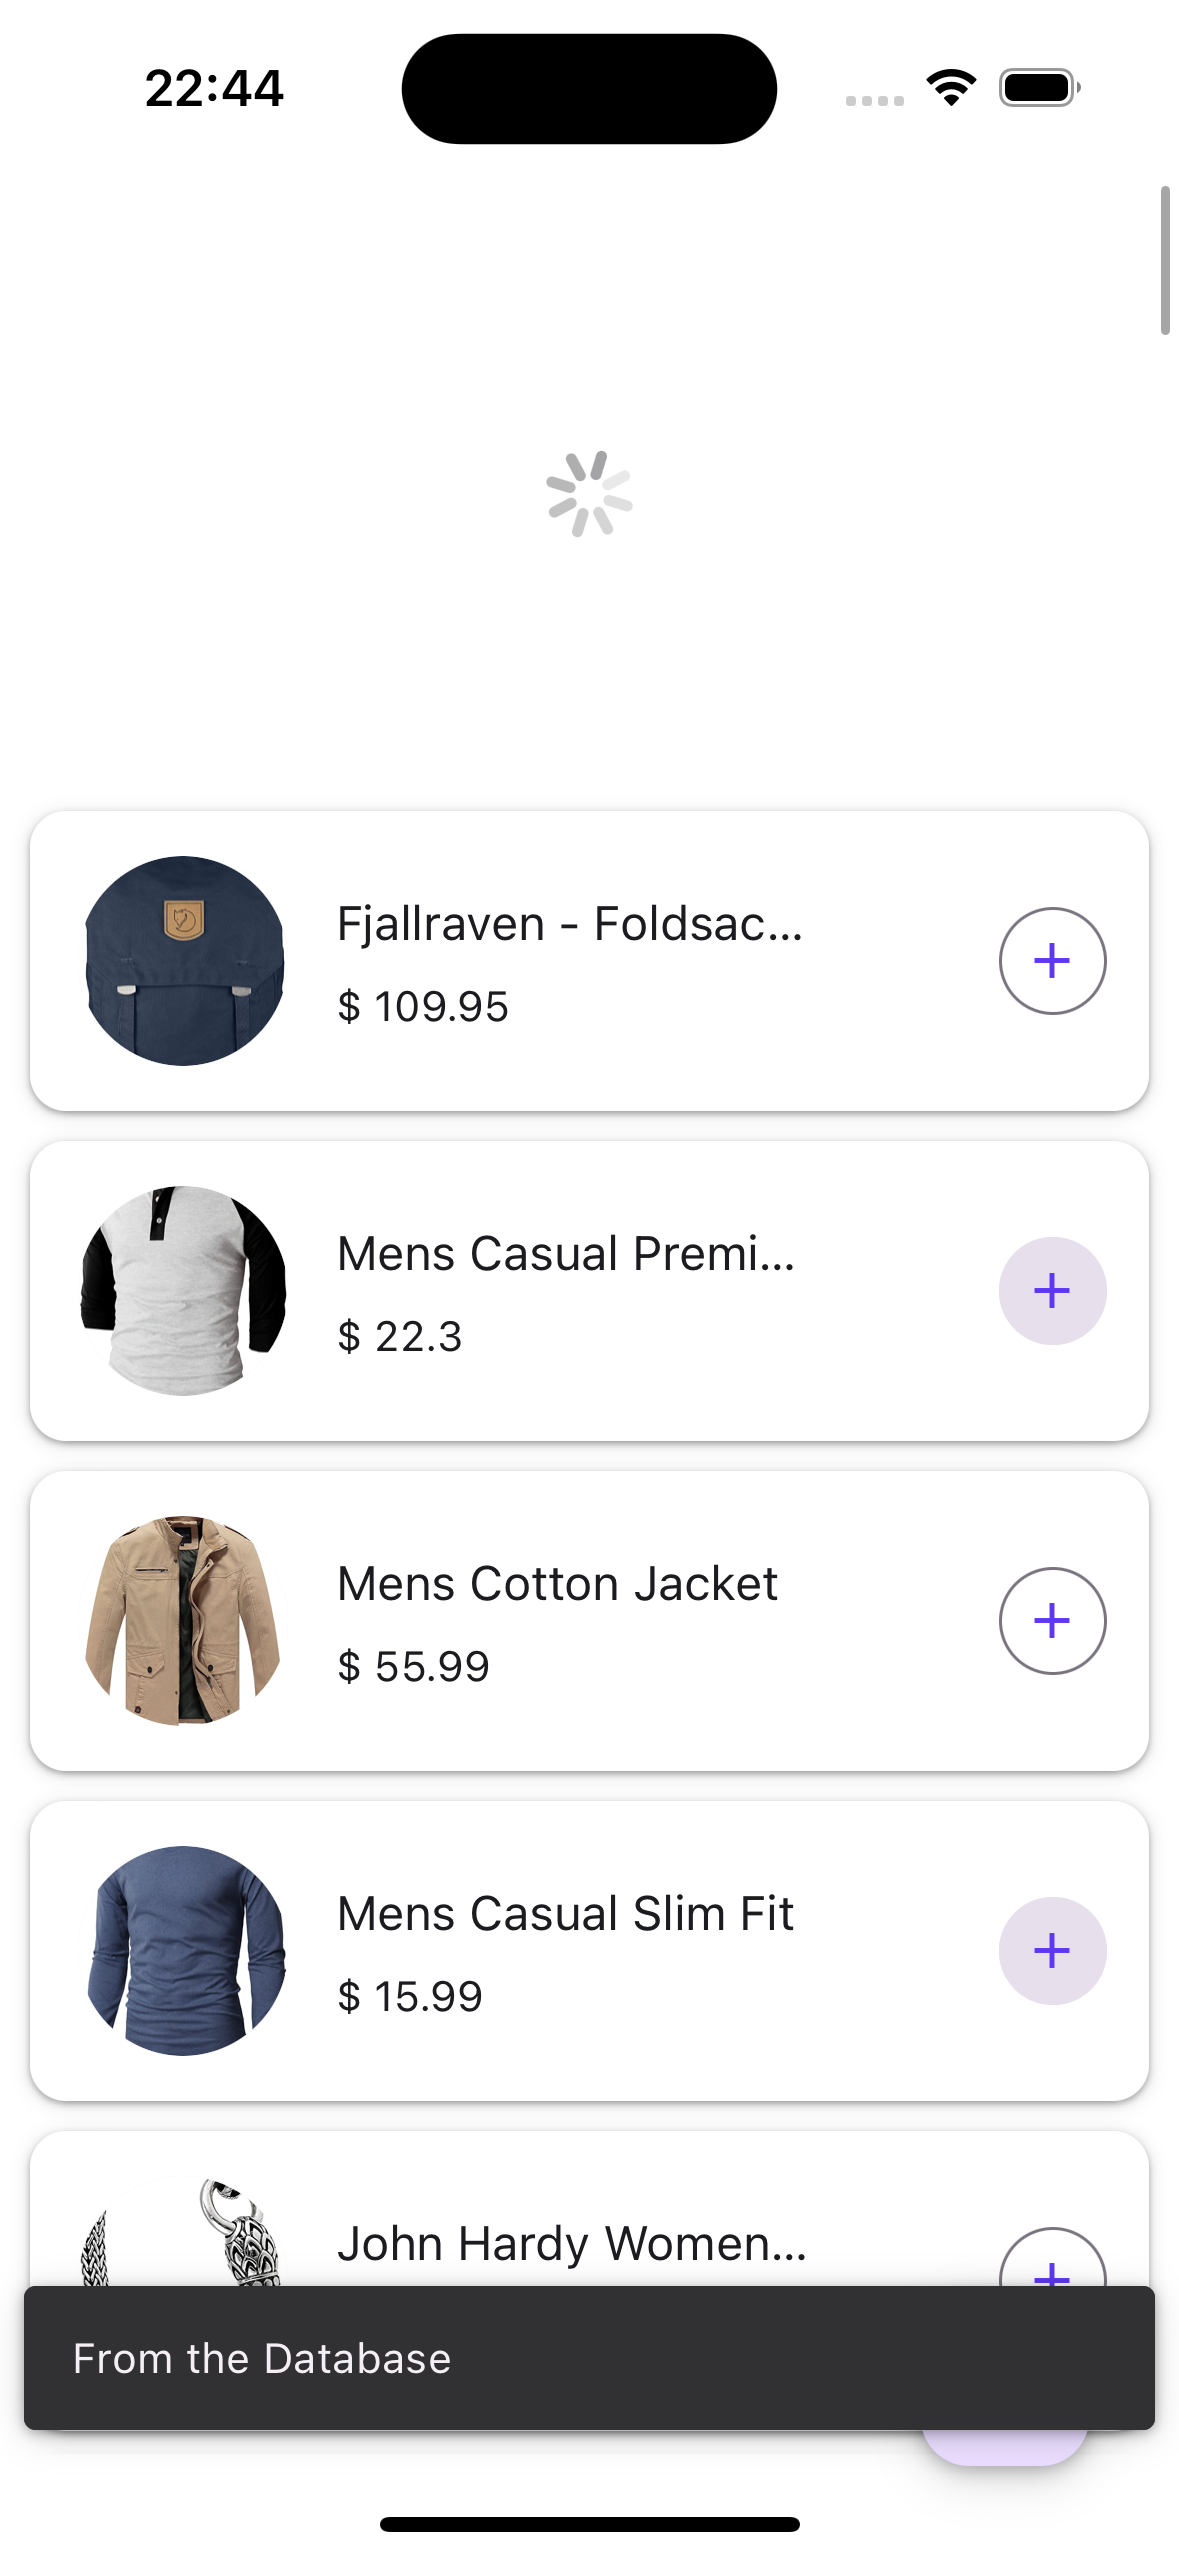 22:44
Fjallraven - Foldsac...
$ 109.95
Mens Casual Premi...
$ 22.3
Mens Cotton Jacket
$ 55.99
Mens Casual Slim Fit
$ 15.99
John Hardy Women...
From the Database